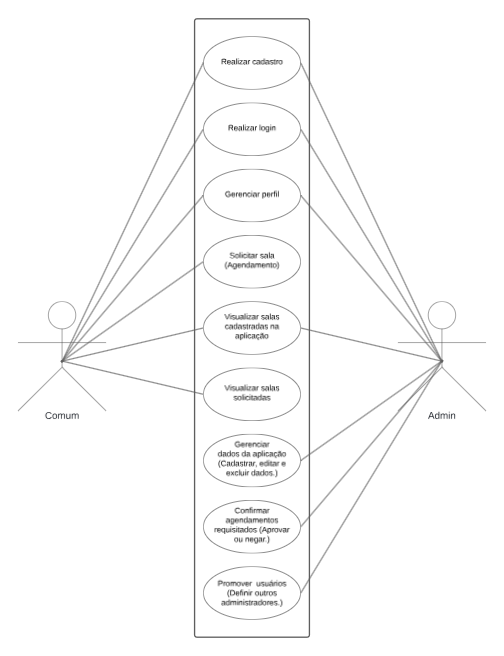 Realizar cadastro
Realizar login
Gerenciar perfil
Solicitar sala
(Agendamento)
Visualizar salas
cadastradas na
aplicação
Visualizar salas
solicitadas
Comum
Admin
Gerenciar
dados da aplicação
(Cadastrar, editar e
excluir dados.)
Confirmar
agendamentos
requisitados (Aprovar
ou negar.)
Promover usuários
(Definir outros
administradores.)